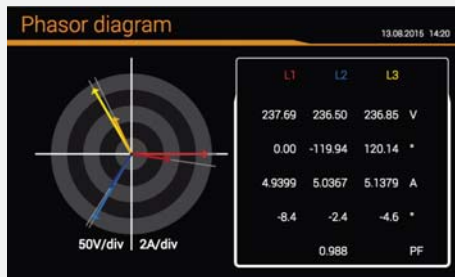 Phasor diagram
13.08.2015 14:20
L1 L2 L3
237.69 236.50 236.85 V
0.00 -119.94 120.14 °
4.9399 5.0367 5.1379 A
-8.4 -2.4 -4.6 °
0.988 PF
50V/div 2A/div